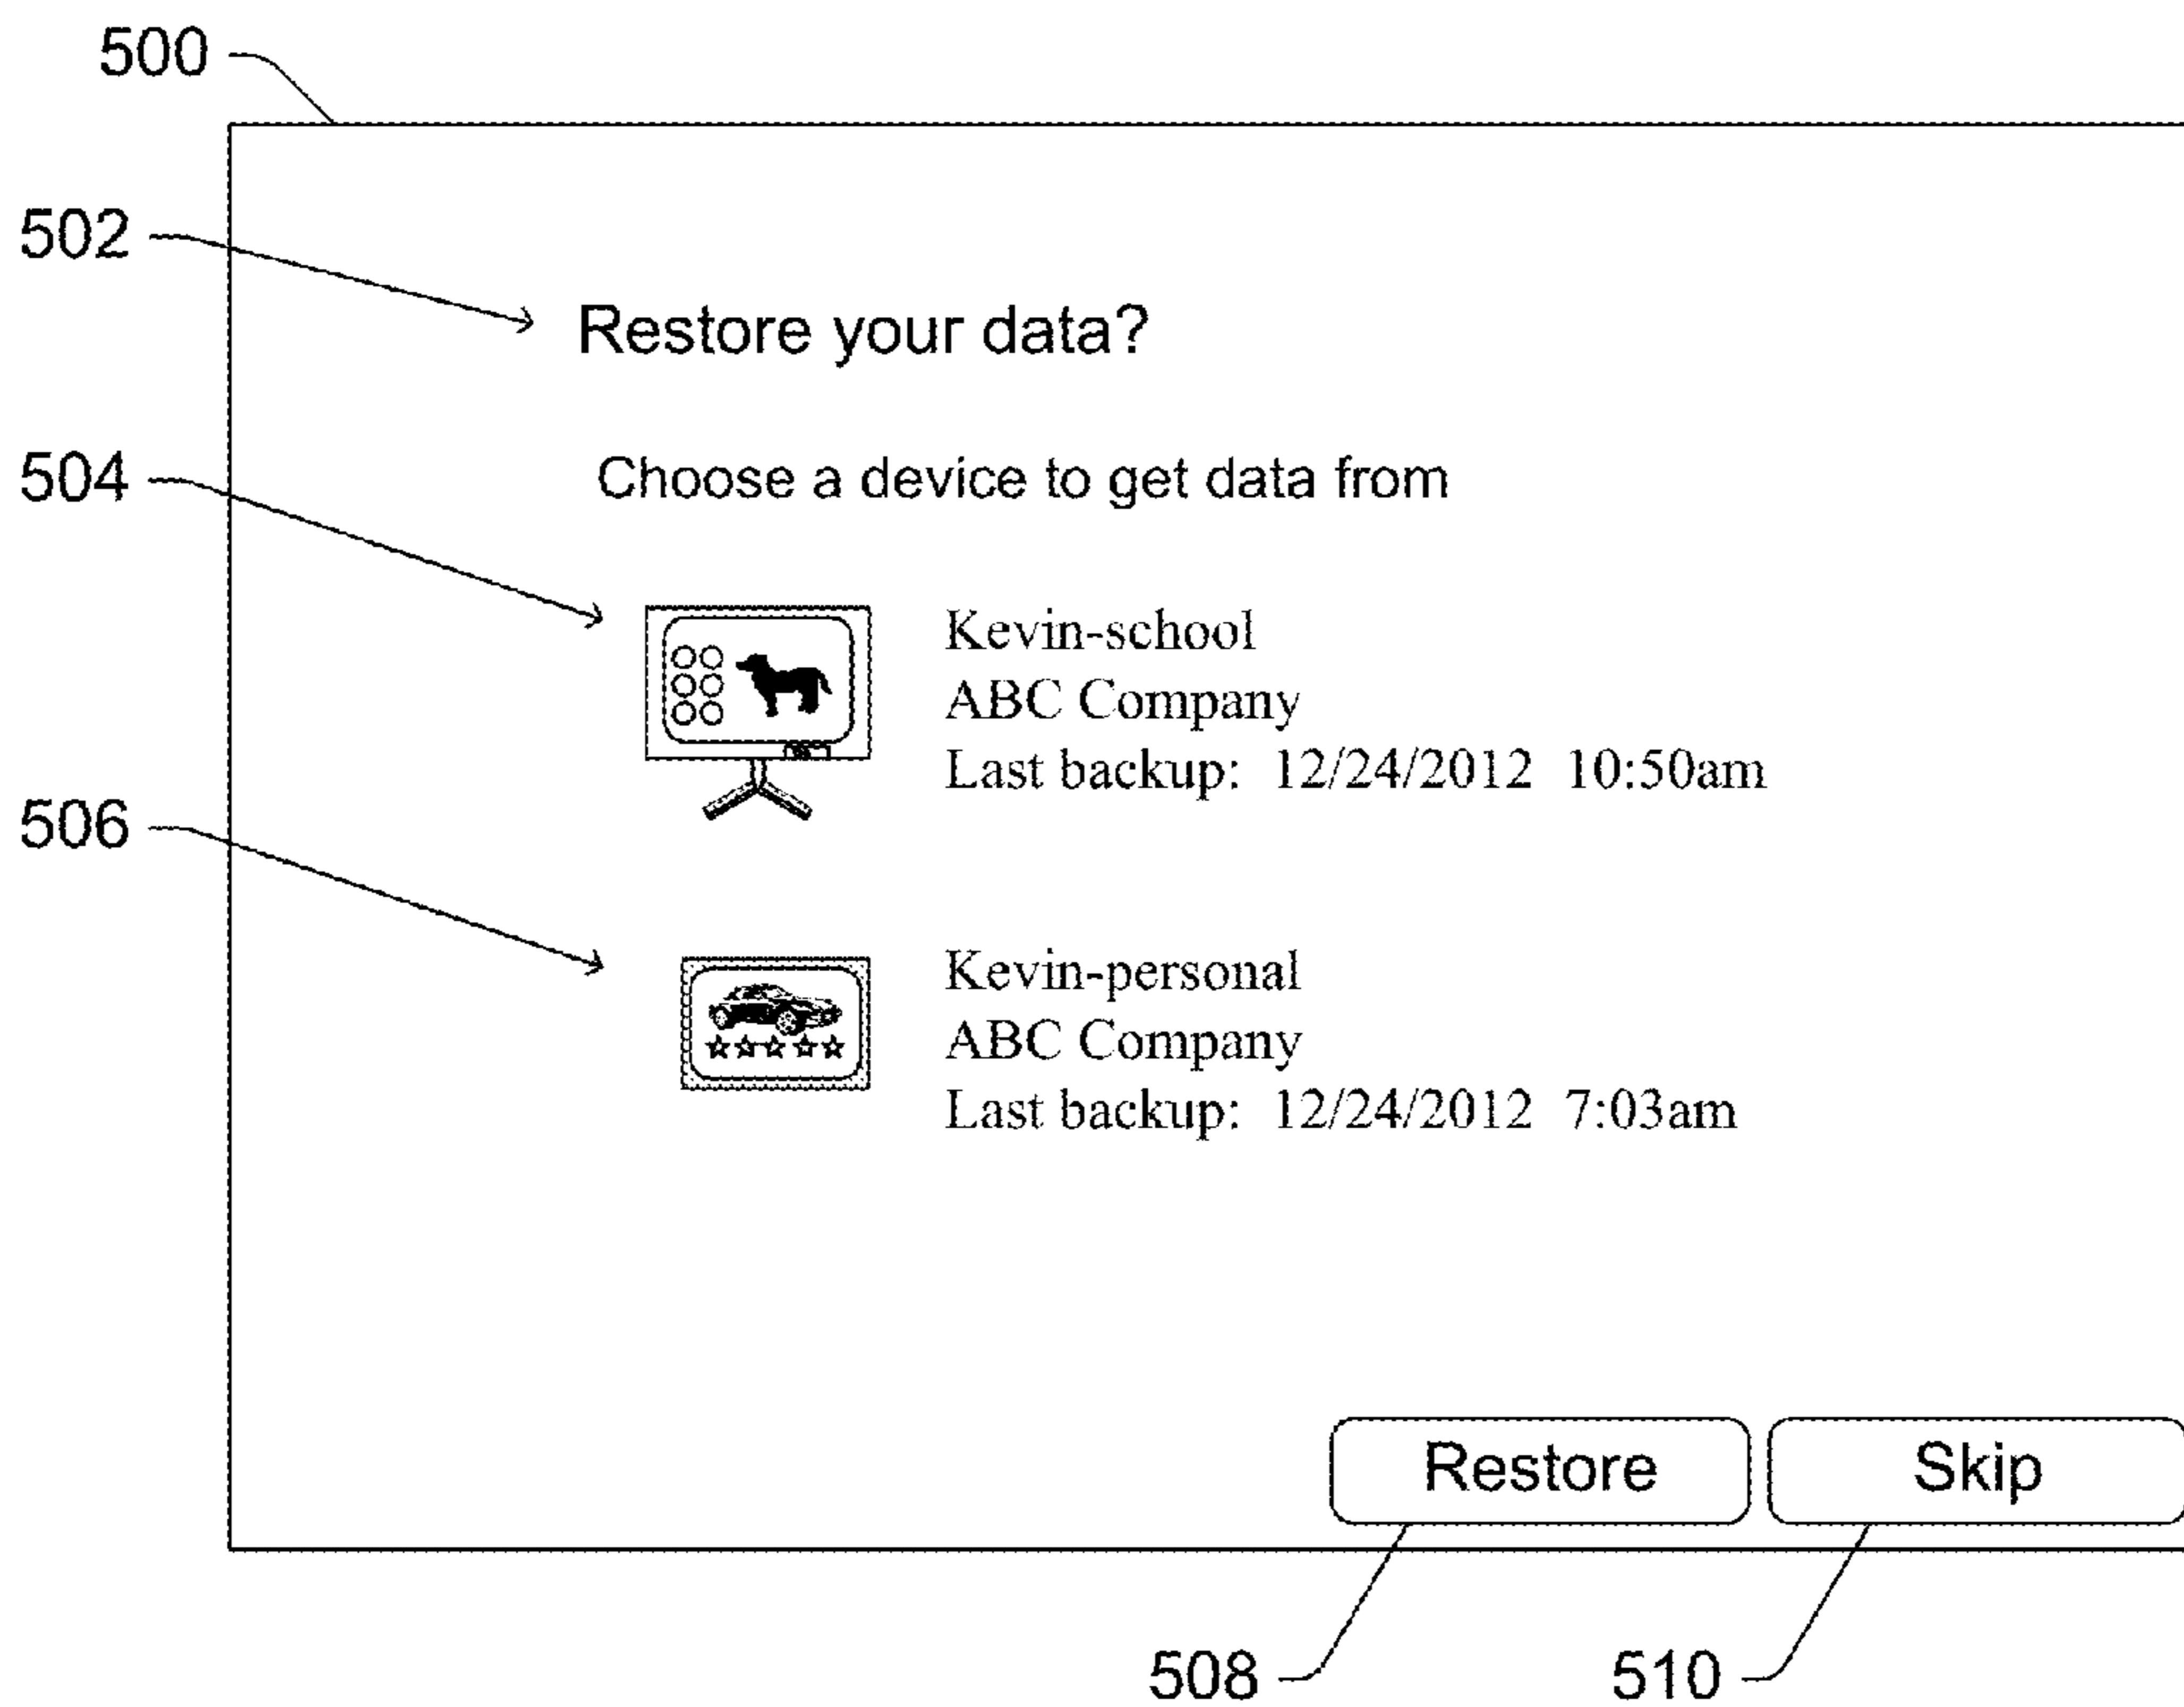 500
502
Restore your data?
504
Choose a device to get data from
Kevin-school
ABC Company
Last backup: 12/24/2012 10:50am
506
Kevin-personal
ABC Company
Last backup: 12/24/2012 7:03am
Restore
Skip
508
510